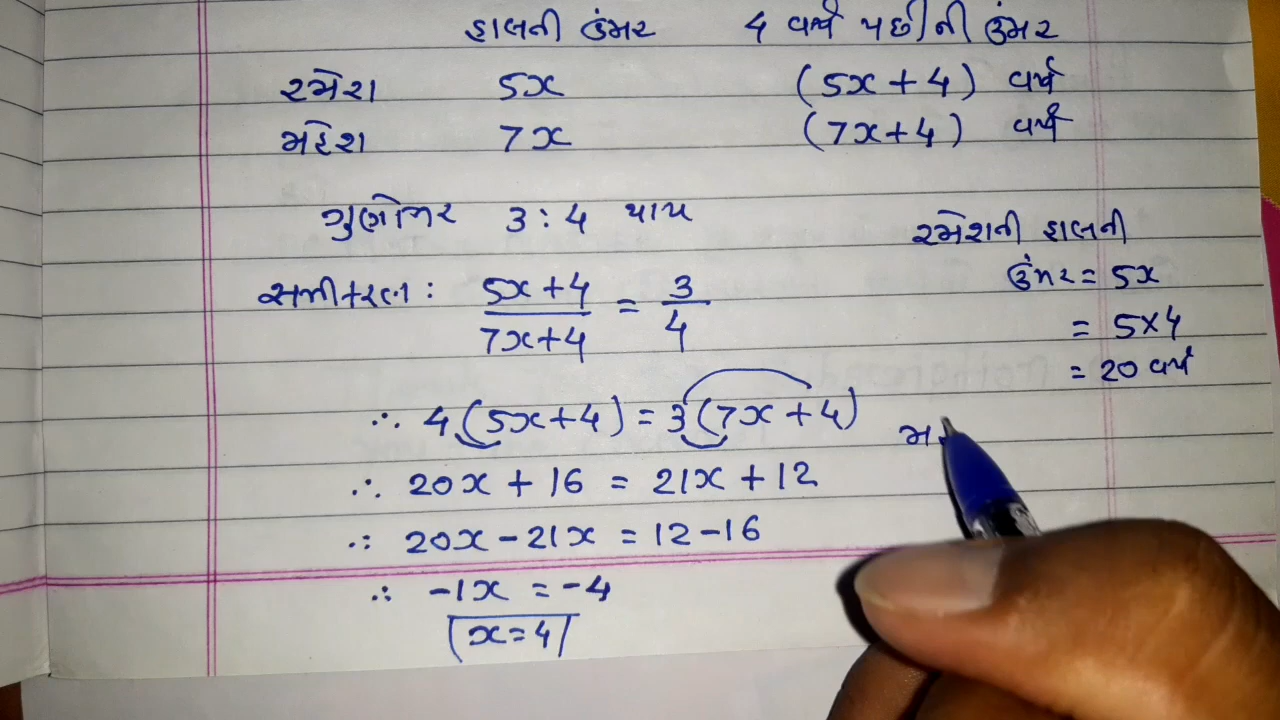 હાલની ઉંમર 4 વર્ષ પછીની ઉંમર
રમેશ 5x (5x+4) વર્ષ
મહેશ 7x (7x+4) વર્ષ
ગુણોત્તર 3:4 થાય
સમીકરણ: 5x+4/7x+4 = 3/4
∴ 4(5x+4) = 3(7x+4)
∴ 20x + 16 = 21x + 12
∴ 20x - 21x = 12 - 16
∴ -1x = -4
x = 4
રમેશની હાલની
ઉંમર = 5x
= 5×4
= 20 વર્ષ